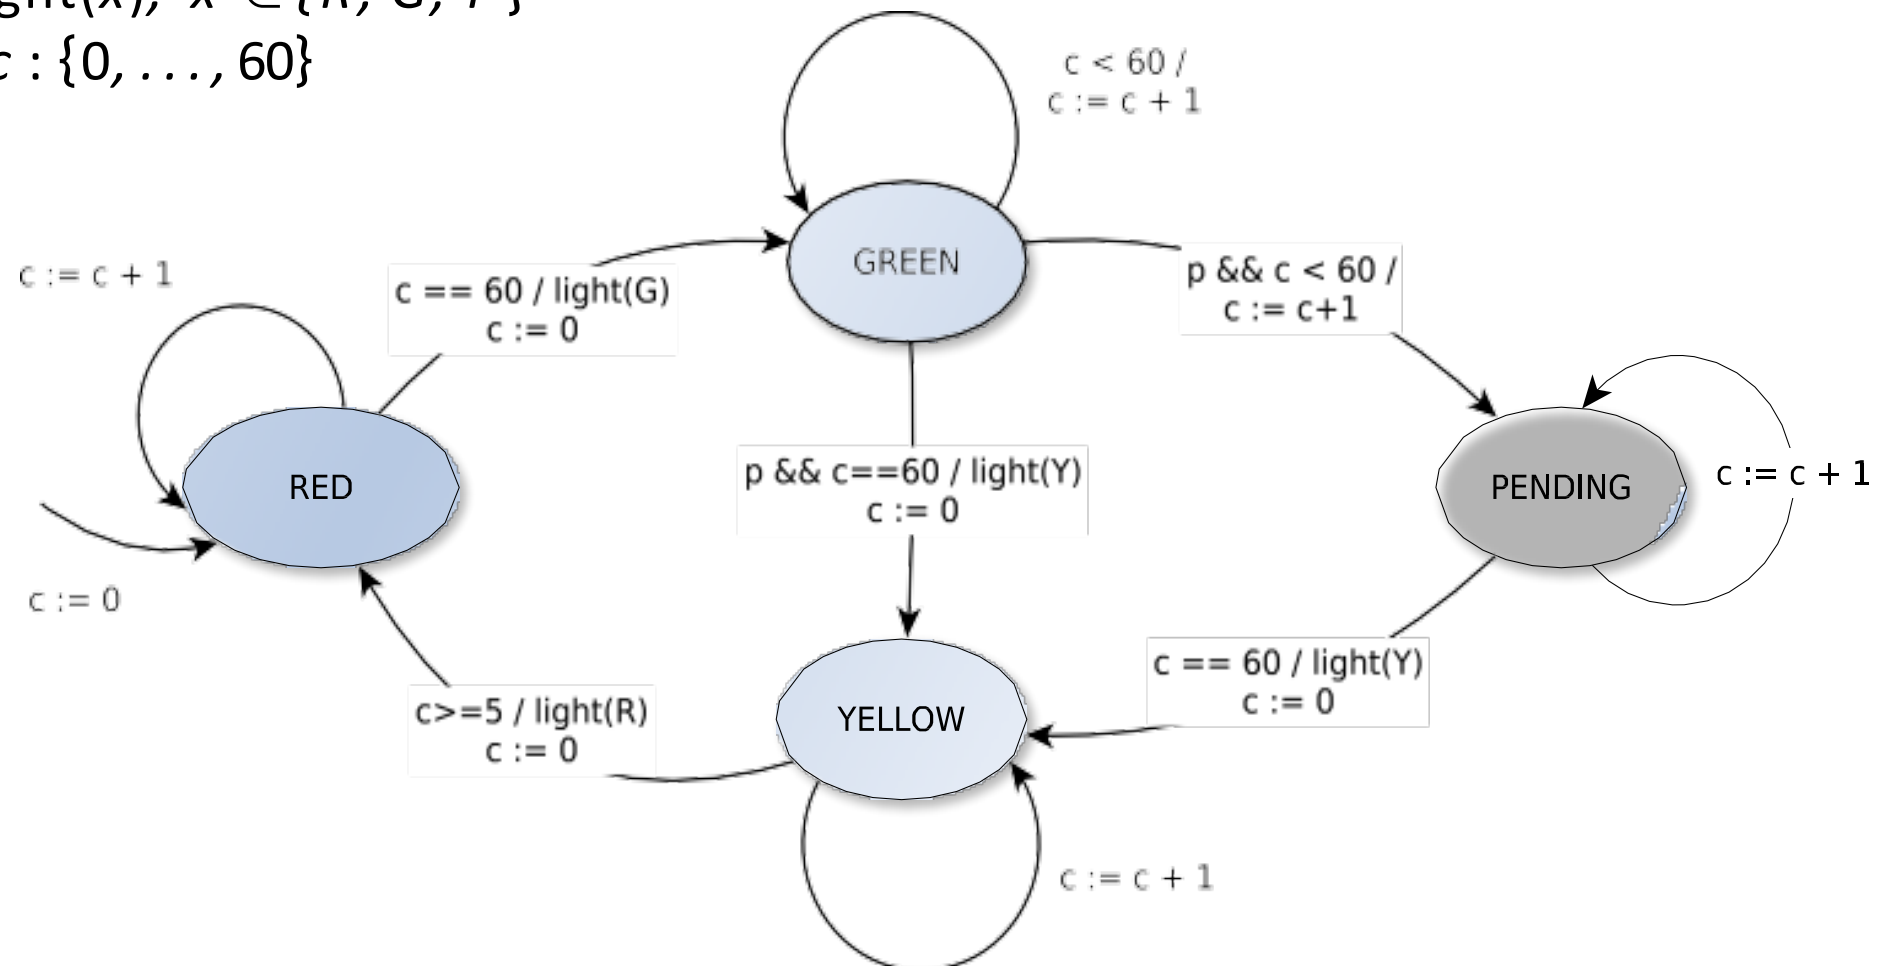 ght(x), x ∈ {R, G, Y}
c : {0, ..., 60}
c < 60 /
c := c + 1
GREEN
c := c + 1
c == 60 / light(G)
c := 0
p && c < 60 /
c := c+1
RED
p && c==60 / light(Y)
c := 0
PENDING
c := c + 1
c := 0
c == 60 / light(Y)
c := 0
c>=5 / light(R)
c := 0
YELLOW
c := c + 1